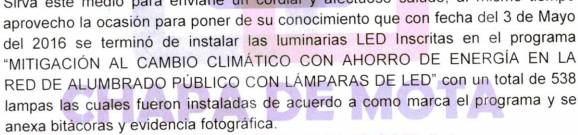 Sirva este medio para enviarle un cordial y afectuoso saludo, al mismo tiempo
aprovecho la ocasión para poner de su conocimiento que con fecha del 3 de Mayo
del 2016 se terminó de instalar las luminarias LED Inscritas en el programa
“MITIGACIÓN AL CAMBIO CLIMÁTICO CON AHORRO DE ENERGÍA EN LA
RED DE ALUMBRADO PÚBLICO CON LÁMPARAS DE LED” con un total de 538
lampas las cuales fueron instaladas de acuerdo a como marca el programa y se
anexa bitácoras y evidencia fotográfica.
CHAPA DE MOTA